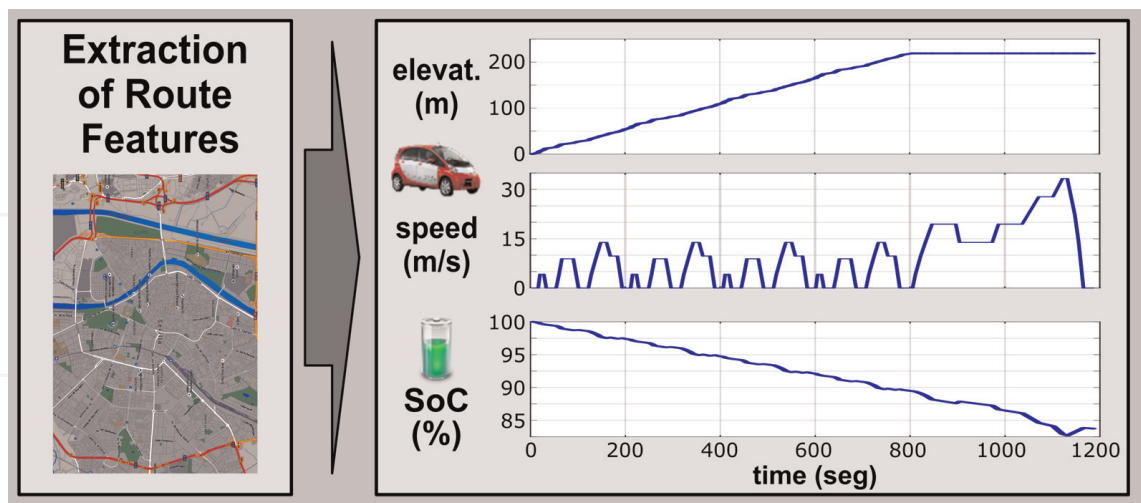 Extraction
of Route
Features
elevat.
(m)
200
100
0
speed
(m/s)
30
15
0
SoC
(%)
100
95
90
85
0 200 400 600 800 1000 1200
time (seg)